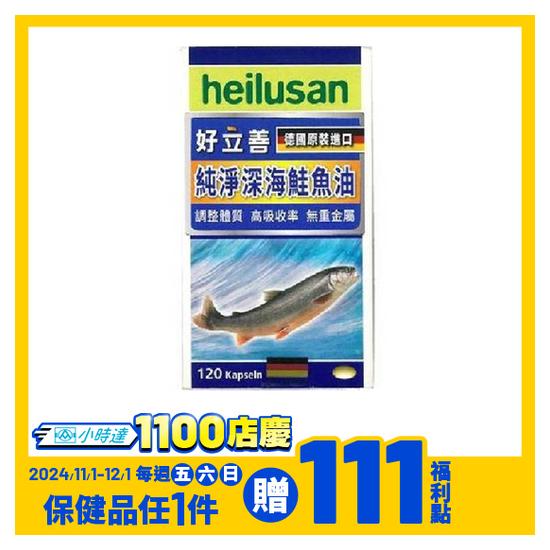 heilusan
好立善 德國原裝進口
純淨深海鮭魚油
調整體質 高吸收率 無重金屬
120 Kapseln
小時達 1100店慶
2024/11/1-12/1 每週五六日
保健品任1件 贈 111 福利點